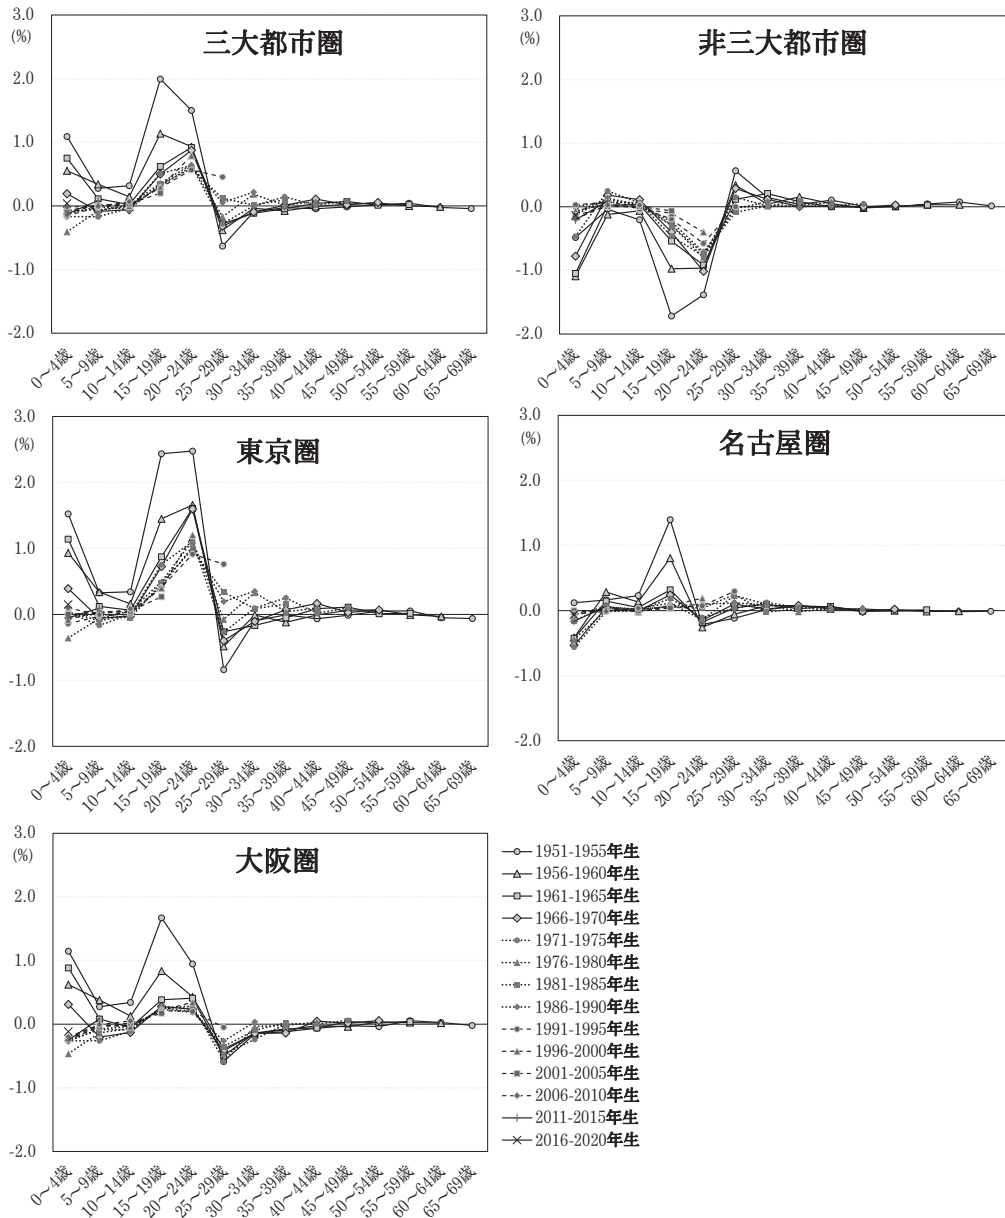 三大都市圏
3.0
(%)
2.0
1.0
0.0
-1.0
-2.0
0～4歳
5～9歳
10～14歳
15～19歳
20～24歳
25～29歳
30～34歳
35～39歳
40～44歳
45～49歳
50～54歳
55～59歳
60～64歳
65～69歳
非三大都市圏
3.0
(%)
2.0
1.0
0.0
-1.0
-2.0
0～4歳
5～9歳
10～14歳
15～19歳
20～24歳
25～29歳
30～34歳
35～39歳
40～44歳
45～49歳
50～54歳
55～59歳
60～64歳
65～69歳
東京圏
3.0
(%)
2.0
1.0
0.0
-1.0
-2.0
0～4歳
5～9歳
10～14歳
15～19歳
20～24歳
25～29歳
30～34歳
35～39歳
40～44歳
45～49歳
50～54歳
55～59歳
60～64歳
65～69歳
名古屋圏
3.0
(%)
2.0
1.0
0.0
-1.0
-2.0
0～4歳
5～9歳
10～14歳
15～19歳
20～24歳
25～29歳
30～34歳
35～39歳
40～44歳
45～49歳
50～54歳
55～59歳
60～64歳
65～69歳
大阪圏
3.0
(%)
2.0
1.0
0.0
-1.0
-2.0
0～4歳
5～9歳
10～14歳
15～19歳
20～24歳
25～29歳
30～34歳
35～39歳
40～44歳
45～49歳
50～54歳
55～59歳
60～64歳
65～69歳
1951-1955年生
1956-1960年生
1961-1965年生
1966-1970年生
1971-1975年生
1976-1980年生
1981-1985年生
1986-1990年生
1991-1995年生
1996-2000年生
2001-2005年生
2006-2010年生
2011-2015年生
2016-2020年生